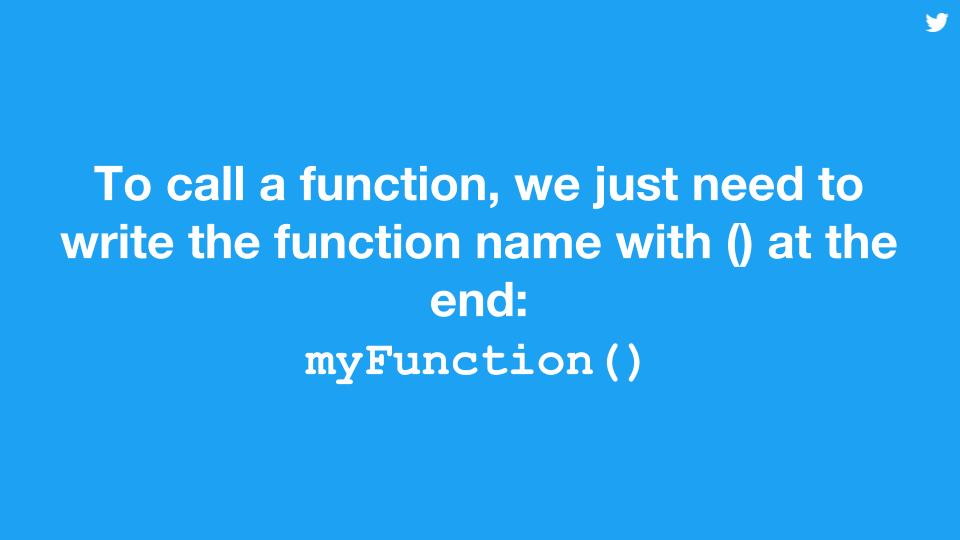 To call a function, we just need to
write the function name with () at the
end:
myFunction()